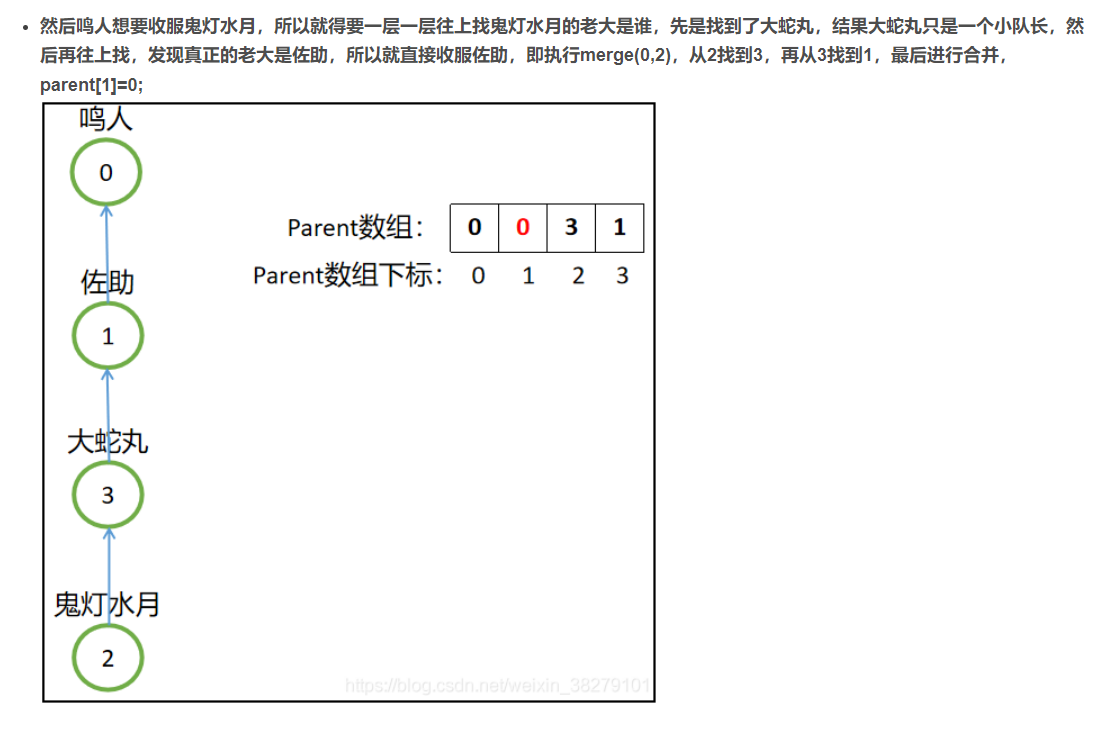 然后鸣人想要收服鬼灯水月，所以就得要一层一层往上找鬼灯水月的老大是谁，先是找到了大蛇丸，结果大蛇丸只是一个小队长，然
后再往上找，发现真正的老大是佐助，所以就直接收服佐助，即执行merge(0,2)，从2找到3，再从3找到1，最后进行合并，
parent[1]=0;
鸣人
0
Parent数组： 0 0 3 1
Parent数组下标： 0 1 2 3
佐助
1
大蛇丸
3
鬼灯水月
2
https://blog.csdn.net/weixin_38279101